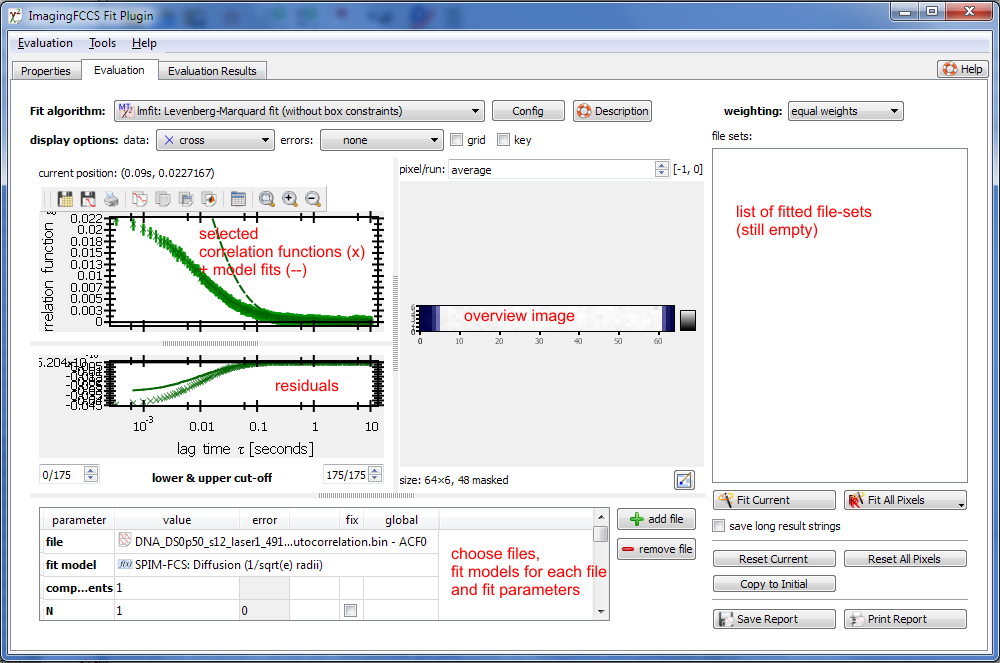 ImagingFCCS Fit Plugin
Evaluation Tools Help
Properties Evaluation Evaluation Results Help
Fit algorithm: MT lmfit: Levenberg-Marquard fit (without box constraints) Config Description weighting: equal weights
display options: data: cross errors: none grid key file sets:
current position: (0.09s, 0.0227167) pixel/run: average [-1, 0]
0.022
0.02
0.018
0.015
0.013
0.01
0.007
0.005
0.003
0
selected
correlation functions (x)
+ model fits (--)
list of fitted file-sets
(still empty)
overview image
0 10 20 30 40 50 60
residuals
-0.045
10⁻³ 0.01 0.1 1 10
lag time τ [seconds]
0/175 lower & upper cut-off 175/175 size: 64×6, 48 masked
Fit Current Fit All Pixels
save long result strings
parameter value error fix global add file
file DNA_DS0p50_s12_laser1_491...utocorrelation.bin - ACF0
fit model f(x) SPIM-FCS: Diffusion (1/sqrt(e) radii)
comp...ents 1
N 1 0
choose files,
fit models for each file
and fit parameters
remove file
Reset Current Reset All Pixels
Copy to Initial
Save Report Print Report